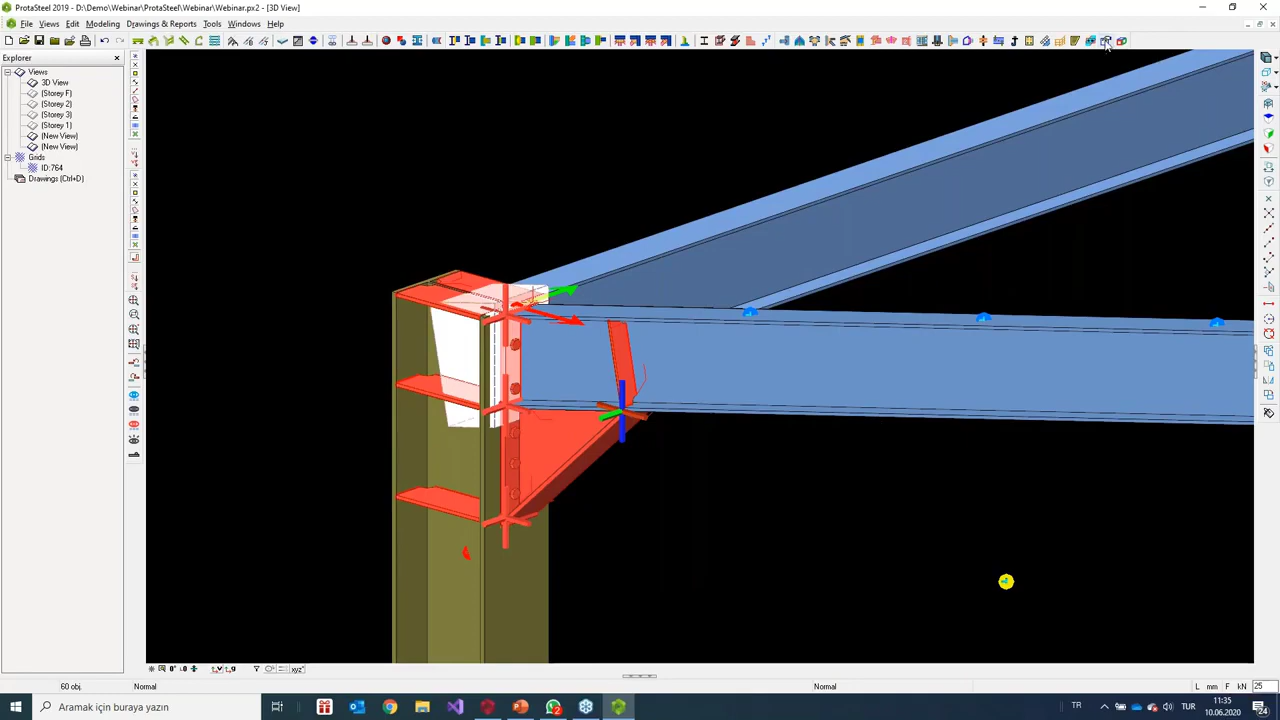 ProtaSteel 2019 - D:\Demo\Webinar\ProtaSteel\Webinar\Webinar.px2 - [3D View]
File Views Edit Modeling Drawings & Reports Tools Windows Help
Explorer
Views
3D View
(Storey F)
(Storey 2)
(Storey 3)
(Storey 1)
(New View)
(New View)
Grids
ID:764
Drawings (Ctrl+D)
60 obj. Normal Normal L mm F kN 25
Aramak için buraya yazın
TR
11:35
10.06.2020
24